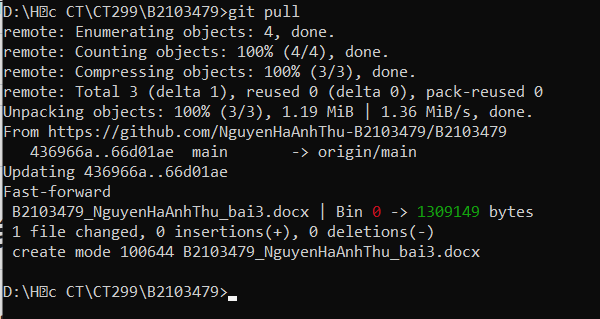 D:\H⍰c CT\CT299\B2103479>git pull
remote: Enumerating objects: 4, done.
remote: Counting objects: 100% (4/4), done.
remote: Compressing objects: 100% (3/3), done.
remote: Total 3 (delta 1), reused 0 (delta 0), pack-reused 0
Unpacking objects: 100% (3/3), 1.19 MiB | 1.36 MiB/s, done.
From https://github.com/NguyenHaAnhThu-B2103479/B2103479
   436966a..66d01ae  main       -> origin/main
Updating 436966a..66d01ae
Fast-forward
 B2103479_NguyenHaAnhThu_bai3.docx | Bin 0 -> 1309149 bytes
 1 file changed, 0 insertions(+), 0 deletions(-)
 create mode 100644 B2103479_NguyenHaAnhThu_bai3.docx
D:\H⍰c CT\CT299\B2103479>